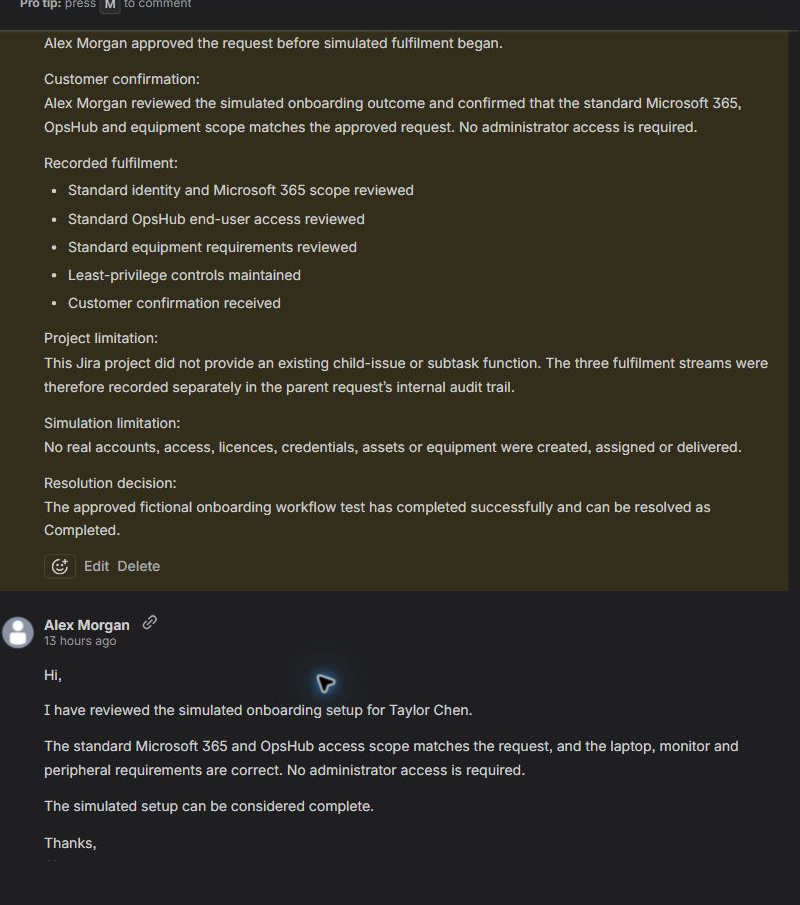 Pro tip: press M to comment
Alex Morgan approved the request before simulated fulfilment began.
Customer confirmation:
Alex Morgan reviewed the simulated onboarding outcome and confirmed that the standard Microsoft 365,
OpsHub and equipment scope matches the approved request. No administrator access is required.
Recorded fulfilment:
• Standard identity and Microsoft 365 scope reviewed
• Standard OpsHub end-user access reviewed
• Standard equipment requirements reviewed
• Least-privilege controls maintained
• Customer confirmation received
Project limitation:
This Jira project did not provide an existing child-issue or subtask function. The three fulfilment streams were
therefore recorded separately in the parent request’s internal audit trail.
Simulation limitation:
No real accounts, access, licences, credentials, assets or equipment were created, assigned or delivered.
Resolution decision:
The approved fictional onboarding workflow test has completed successfully and can be resolved as
Completed.
Edit Delete
Alex Morgan
13 hours ago
Hi,
I have reviewed the simulated onboarding setup for Taylor Chen.
The standard Microsoft 365 and OpsHub access scope matches the request, and the laptop, monitor and
peripheral requirements are correct. No administrator access is required.
The simulated setup can be considered complete.
Thanks,